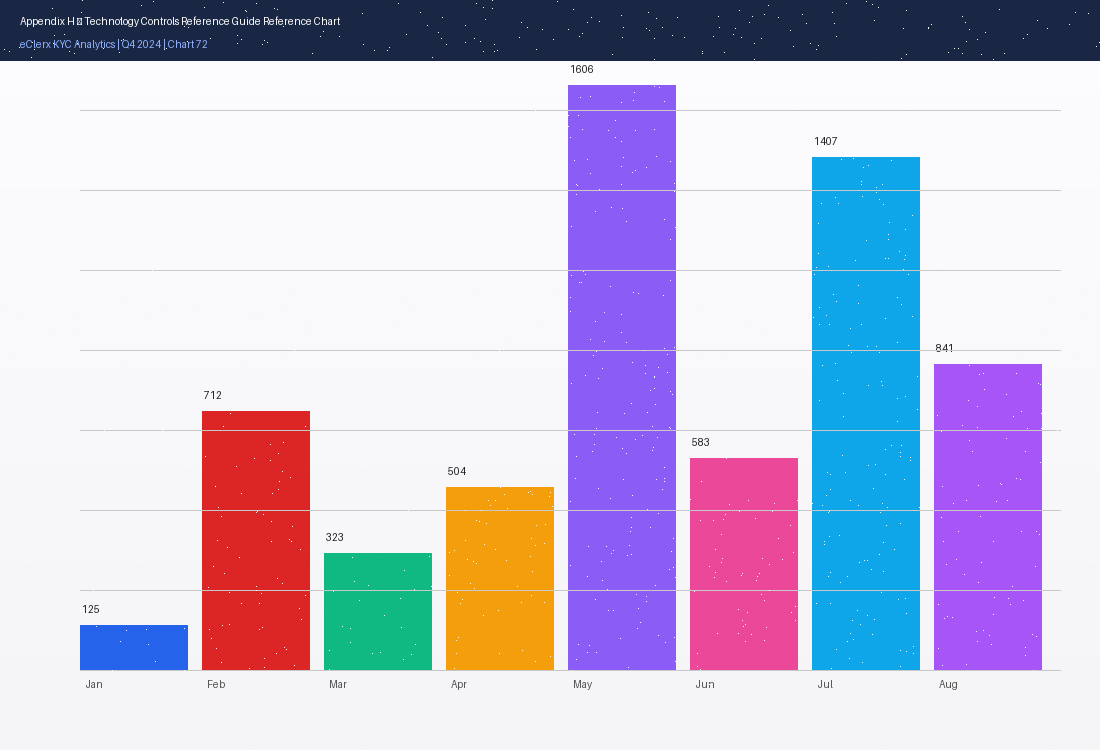 Appendix H Technology Controls Reference Guide Reference Chart
eClerx KYC Analytics | Q4 2024 | Chart 72
1606
1407
841
712
583
504
323
125
Jan Feb Mar Apr May Jun Jul Aug